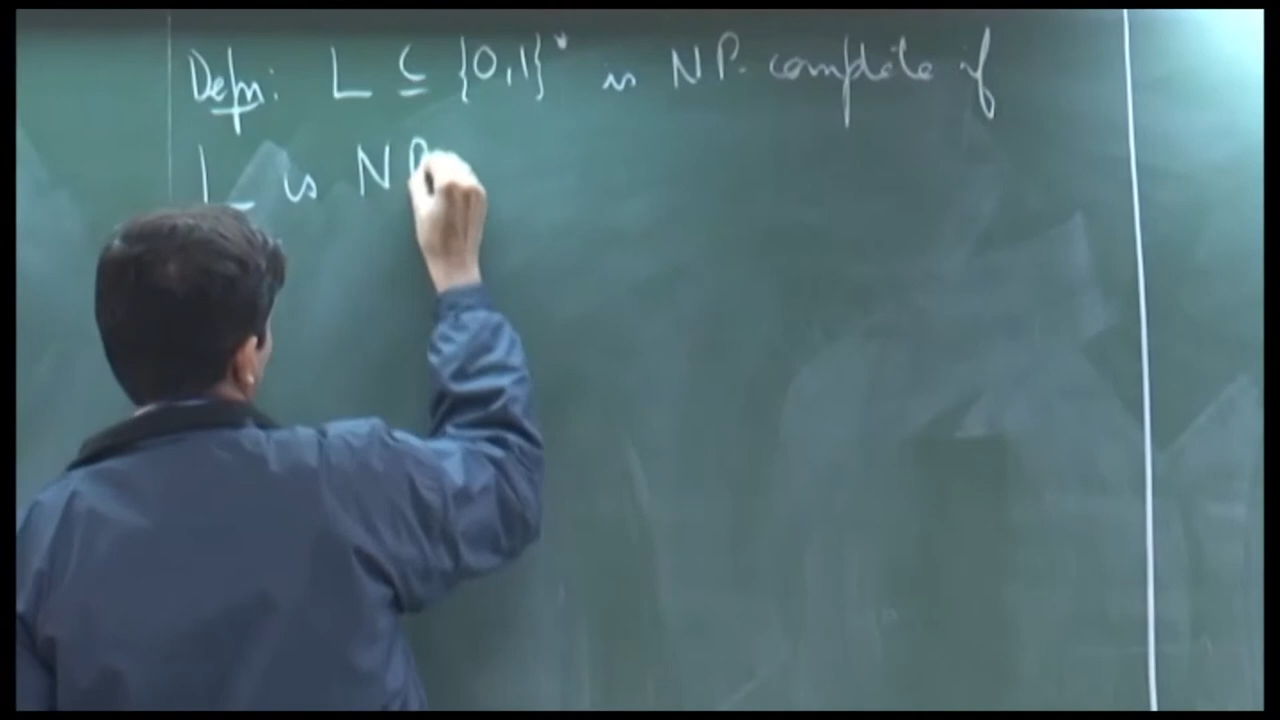 Defn: L ⊆ {0,1}* is NP-complete if
L is NP